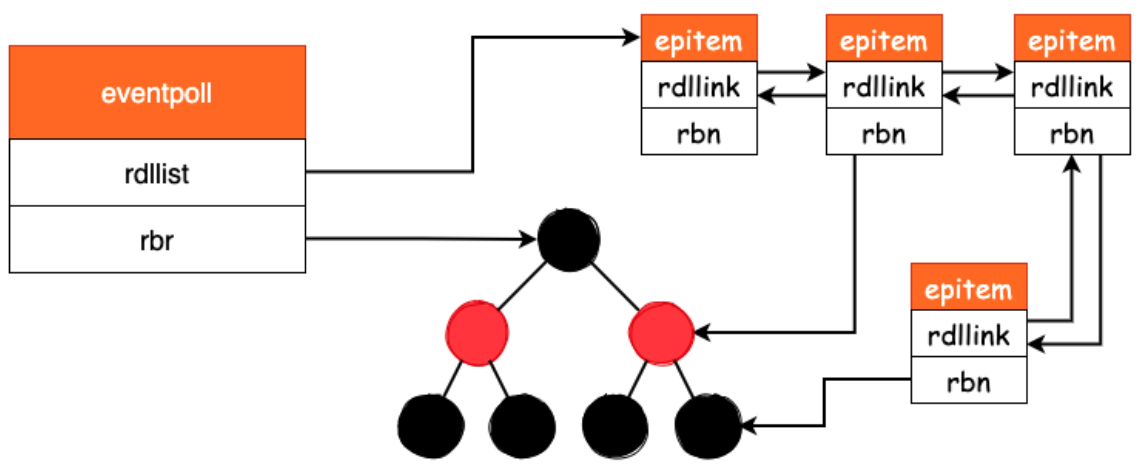 eventpoll
rdllist
rbr
epitem
rdllink
rbn
epitem
rdllink
rbn
epitem
rdllink
rbn
epitem
rdllink
rbn